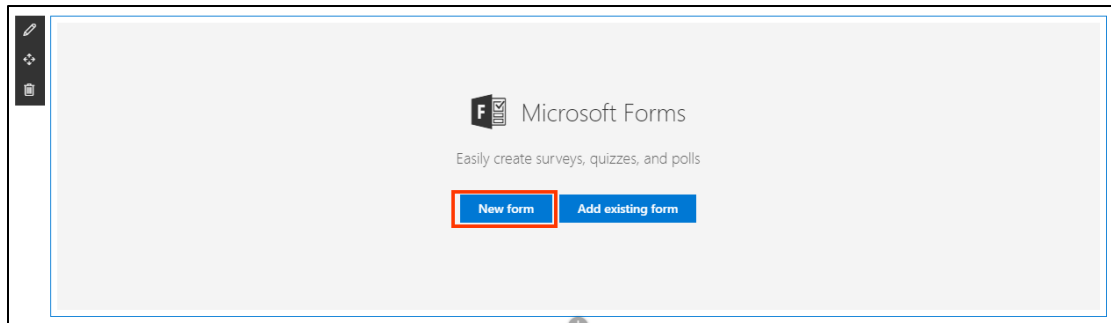 Microsoft Forms
Easily create surveys, quizzes, and polls
New form Add existing form